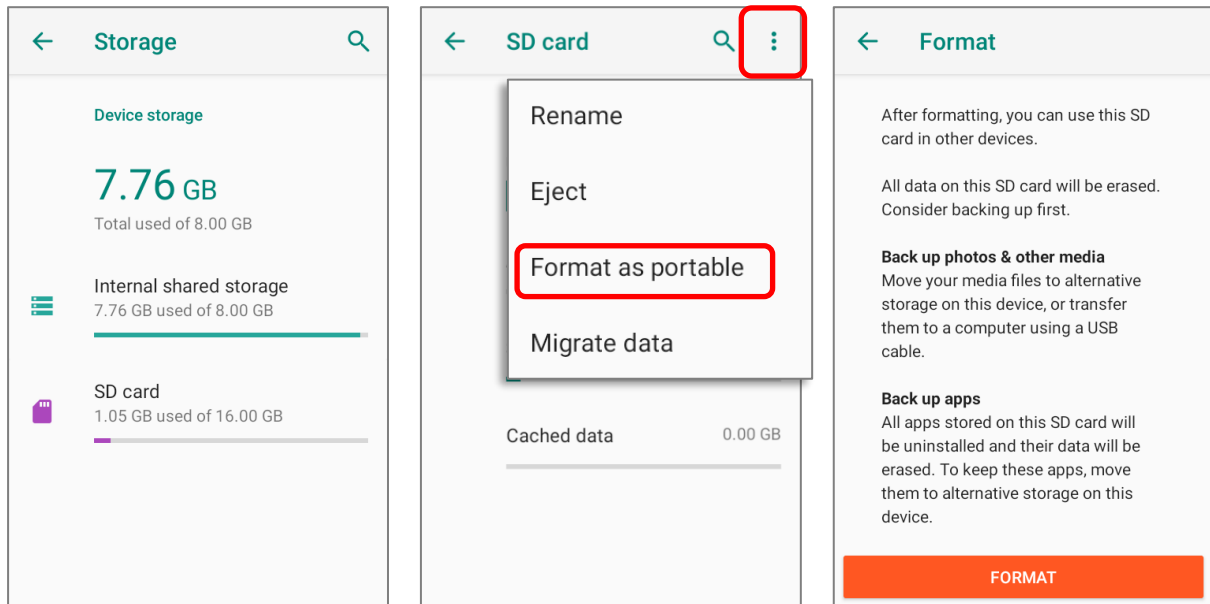 Storage
Device storage
7.76 GB
Total used of 8.00 GB
Internal shared storage
7.76 GB used of 8.00 GB
SD card
1.05 GB used of 16.00 GB
SD card
Rename
Eject
Format as portable
Migrate data
Cached data
0.00 GB
Format
After formatting, you can use this SD
card in other devices.
All data on this SD card will be erased.
Consider backing up first.
Back up photos & other media
Move your media files to alternative
storage on this device, or transfer
them to a computer using a USB
cable.
Back up apps
All apps stored on this SD card will
be uninstalled and their data will be
erased. To keep these apps, move
them to alternative storage on this
device.
FORMAT